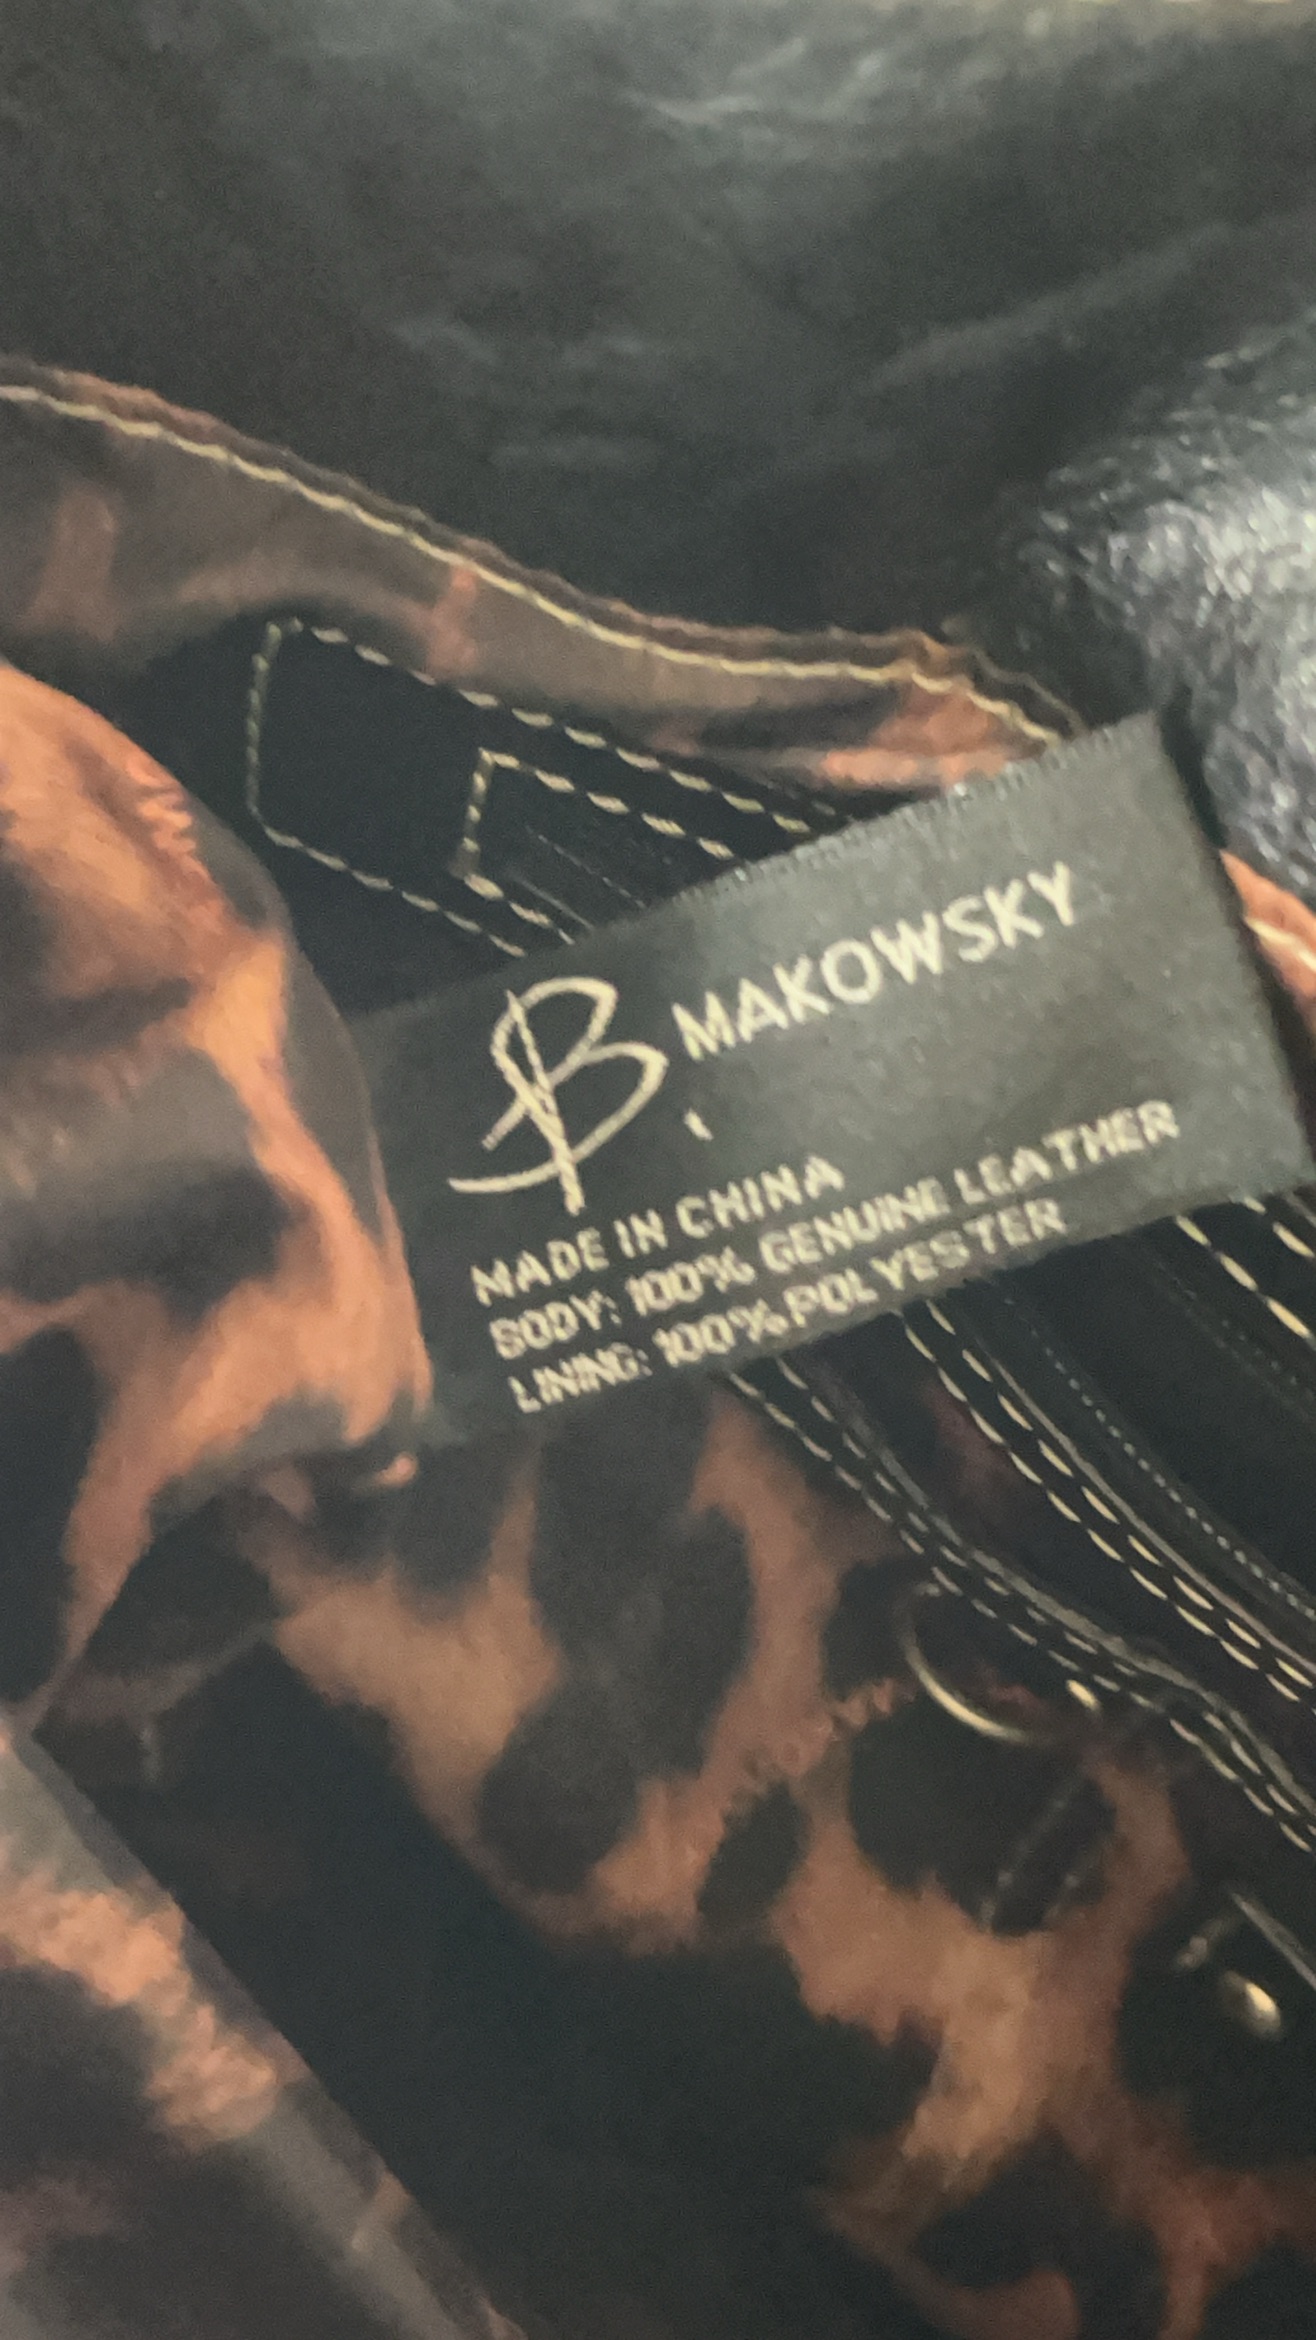 B. MAKOWSKY
MADE IN CHINA
BODY: 100% GENUINE LEATHER
LINING: 100% POLYESTER